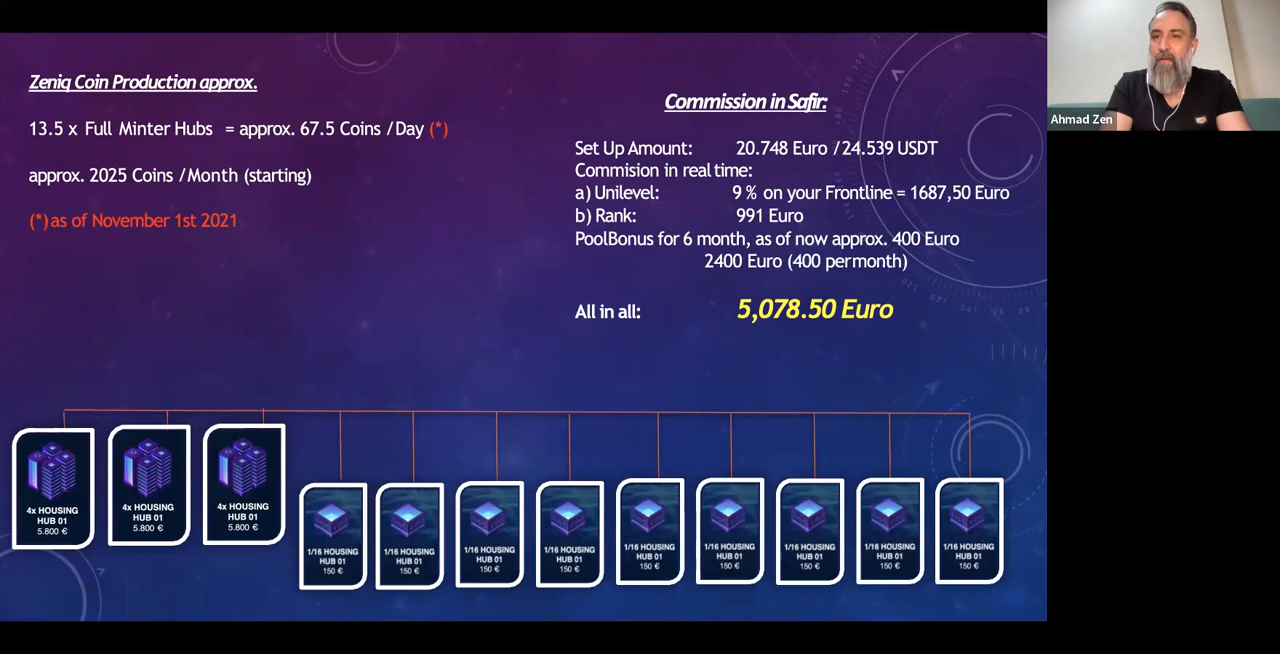 Zeniq Coin Production approx.
13.5 x Full Minter Hubs = approx. 67.5 Coins /Day (*)
approx. 2025 Coins /Month (starting)
(*) as of November 1st 2021
Commission in Safir:
Set Up Amount: 20.748 Euro /24.539 USDT
Commision in real time:
a) Unilevel: 9 % on your Frontline = 1687,50 Euro
b) Rank: 991 Euro
PoolBonus for 6 month, as of now approx. 400 Euro
2400 Euro (400 per month)
All in all: 5,078.50 Euro
Ahmad Zen
4x HOUSING
HUB 01
5.800 €
4x HOUSING
HUB 01
5.800 €
4x HOUSING
HUB 01
5.800 €
1/16 HOUSING
HUB 01
150 €
1/16 HOUSING
HUB 01
150 €
1/16 HOUSING
HUB 01
150 €
1/16 HOUSING
HUB 01
150 €
1/16 HOUSING
HUB 01
150 €
1/16 HOUSING
HUB 01
150 €
1/16 HOUSING
HUB 01
150 €
1/16 HOUSING
HUB 01
150 €
1/16 HOUSING
HUB 01
150 €